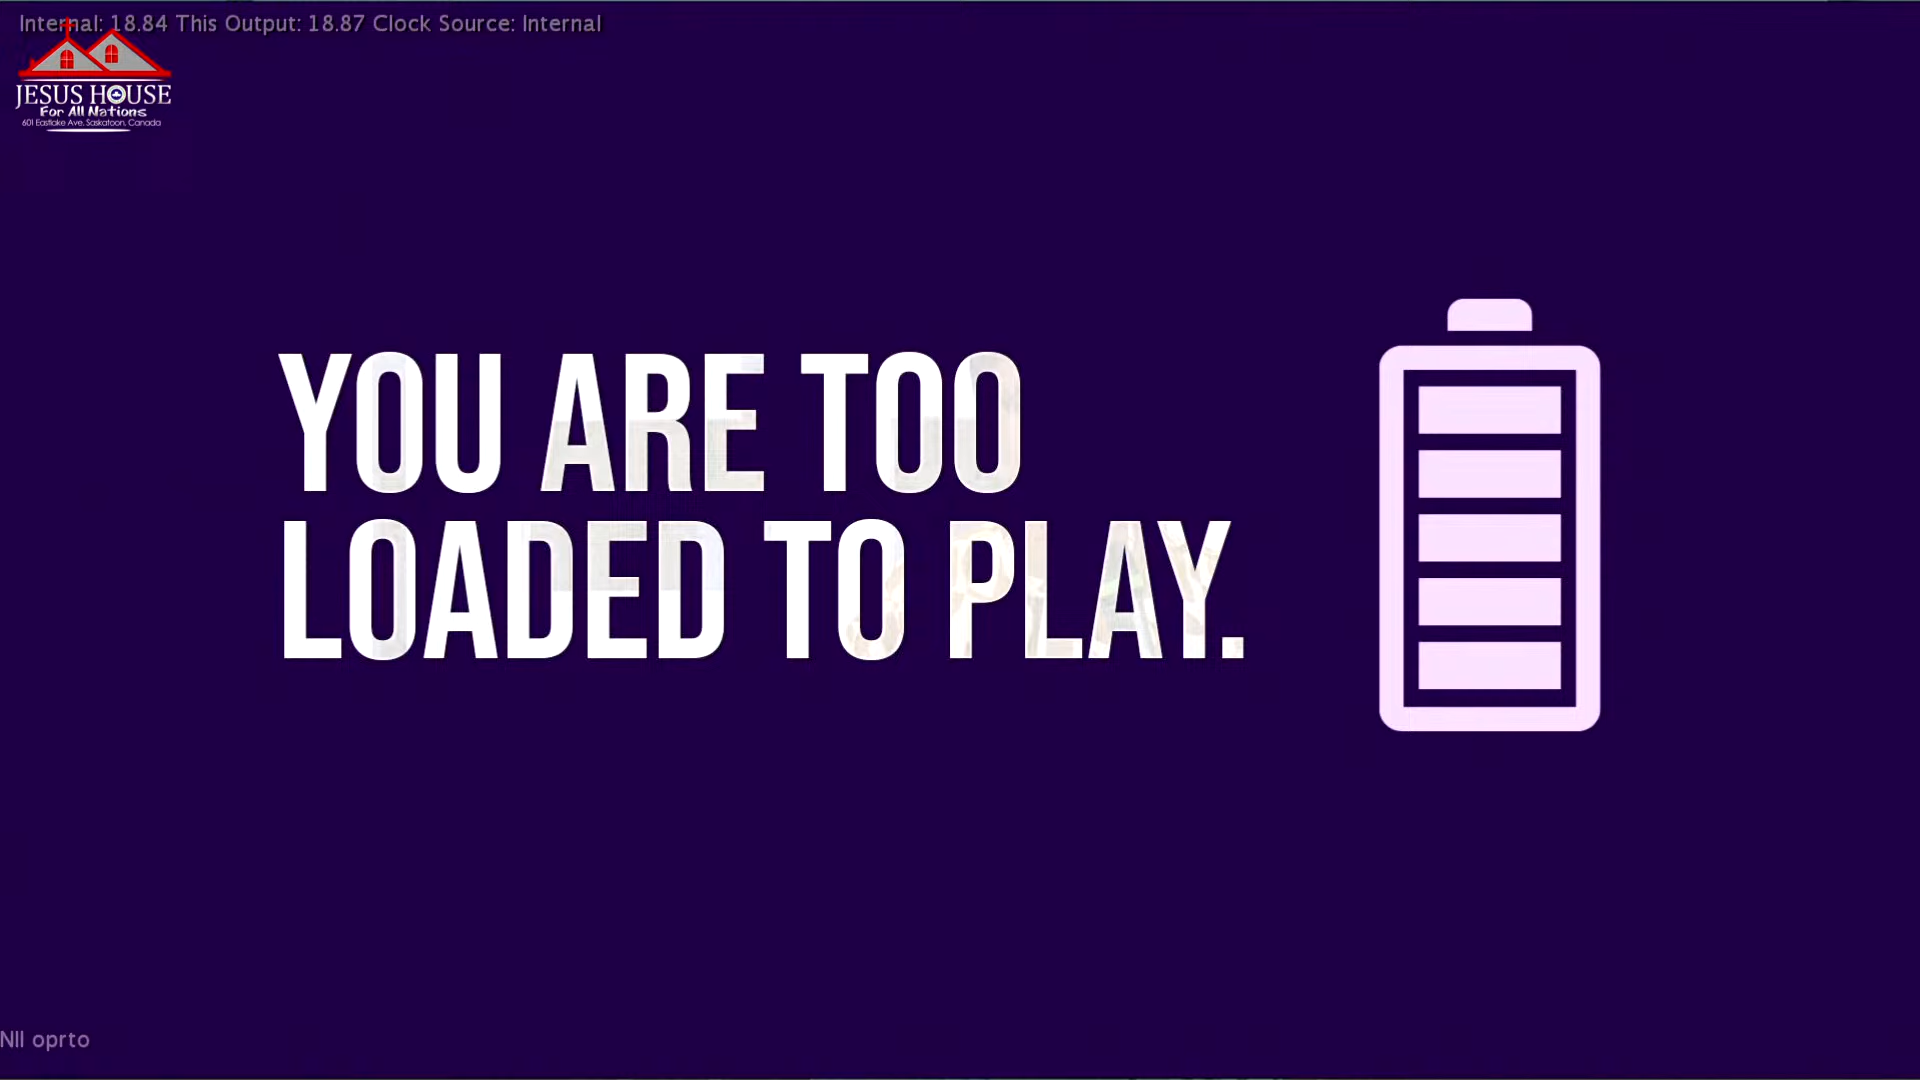 Internal: 18.84 This Output: 18.87 Clock Source: Internal
JESUS HOUSE
For All Nations
601 Eastlake Ave. Saskatoon, Canada
YOU ARE TOO
LOADED TO PLAY.
NII oprto